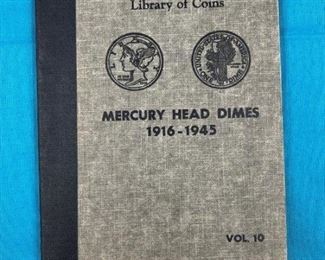 Library of Coins
MERCURY HEAD DIMES
1916-1945
VOL. 10